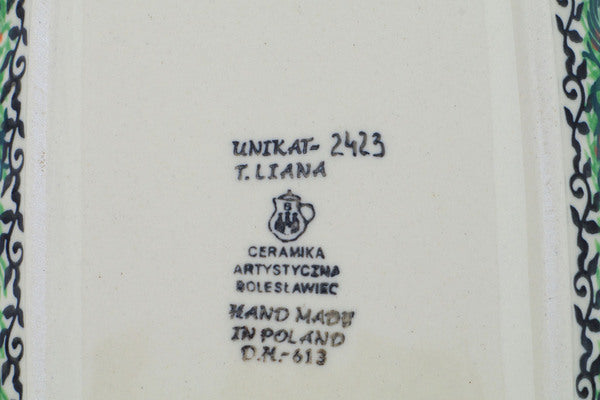 UNIKAT- 2423
T. LIANA
CERAMIKA
ARTYSTYCZNA
BOLESŁAWIEC
HAND MADE
IN POLAND
D.M.-613